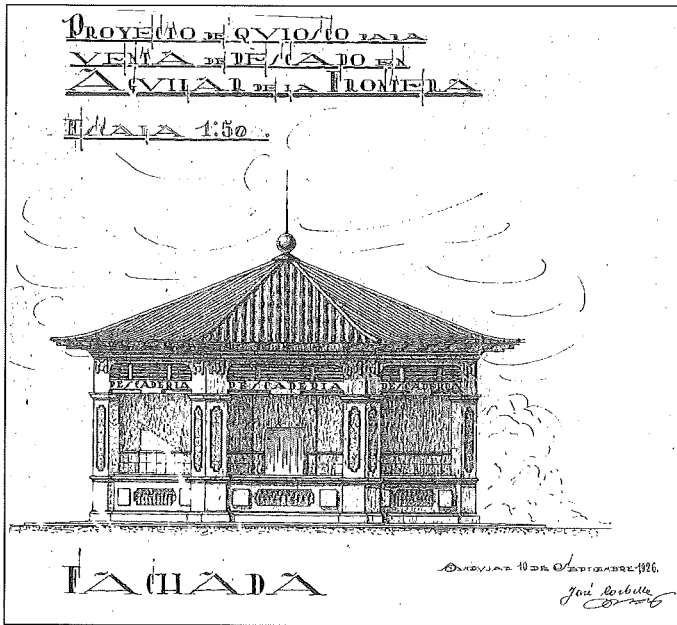 PROYECTO DE QVIOSCO PARA
VENTA DE PESCADO EN
AGVILAR DE LA FRONTERA
ESCALA 1:50.
PESCADERIA PESCADERIA PESCADERIA
FACHADA
ANDVJAR 10 DE SEPTIEMBRE 1926.
José